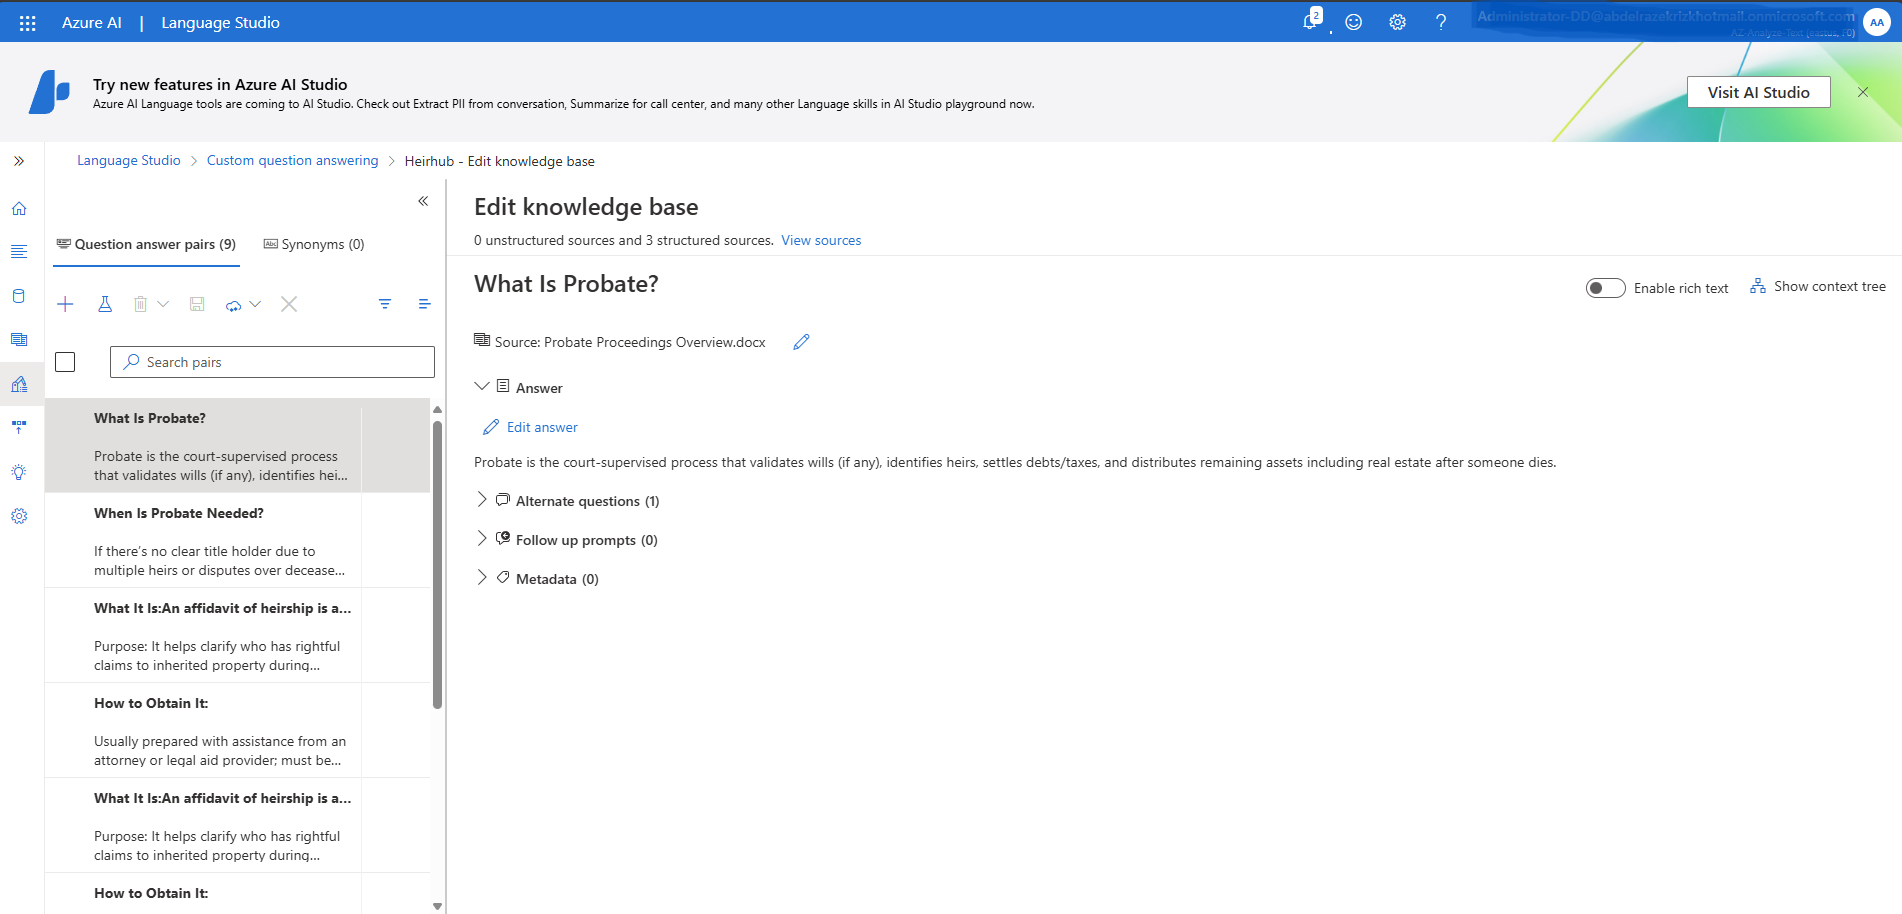 Azure AI | Language Studio
2
Administrator-DD@abdelrazekrizkhotmail.onmicrosoft.com
AZ-Analyze-Text (eastus, F0)
AA
Try new features in Azure AI Studio
Azure AI Language tools are coming to AI Studio. Check out Extract PII from conversation, Summarize for call center, and many other Language skills in AI Studio playground now.
Visit AI Studio
Language Studio > Custom question answering > Heirhub - Edit knowledge base
Question answer pairs (9)
Abc Synonyms (0)
Search pairs
What Is Probate?
Probate is the court-supervised process
that validates wills (if any), identifies hei...
When Is Probate Needed?
If there's no clear title holder due to
multiple heirs or disputes over decease...
What It Is:An affidavit of heirship is a...
Purpose: It helps clarify who has rightful
claims to inherited property during...
How to Obtain It:
Usually prepared with assistance from an
attorney or legal aid provider; must be...
What It Is:An affidavit of heirship is a...
Purpose: It helps clarify who has rightful
claims to inherited property during...
How to Obtain It:
Edit knowledge base
0 unstructured sources and 3 structured sources. View sources
What Is Probate?
Enable rich text
Show context tree
Source: Probate Proceedings Overview.docx
Answer
Edit answer
Probate is the court-supervised process that validates wills (if any), identifies heirs, settles debts/taxes, and distributes remaining assets including real estate after someone dies.
Alternate questions (1)
Follow up prompts (0)
Metadata (0)